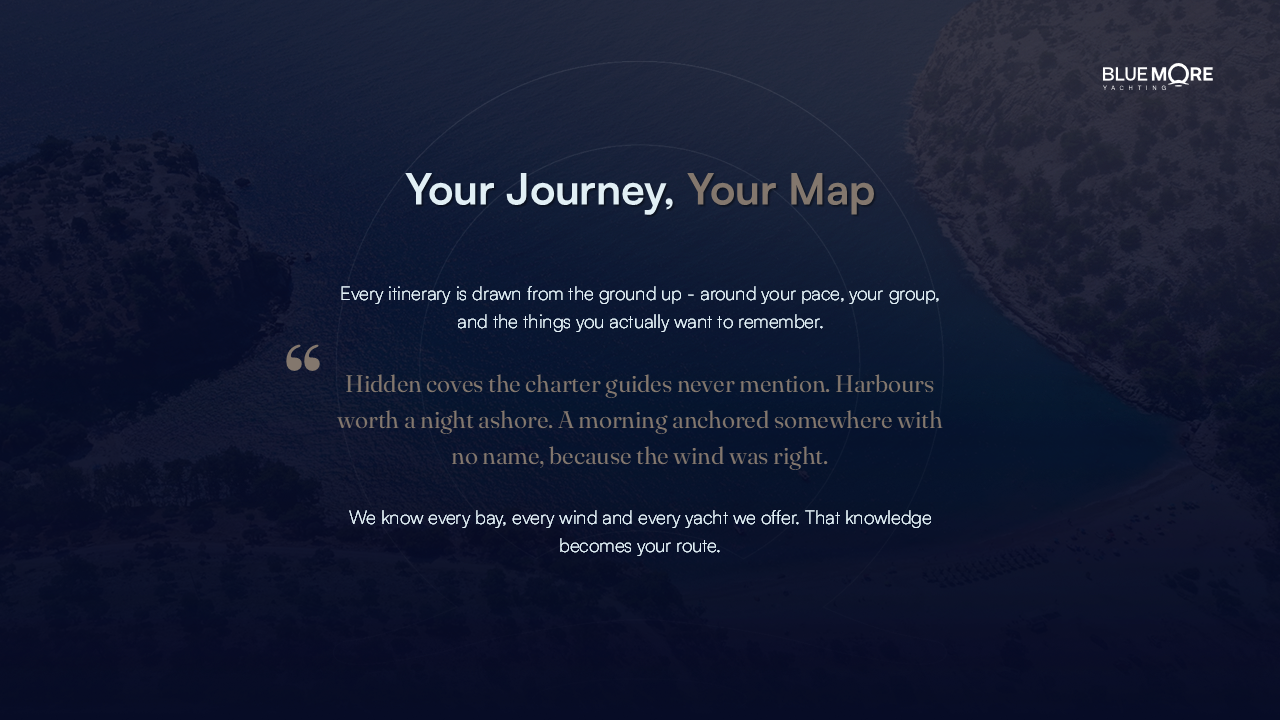 BLUE MORE
YACHTING
Your Journey, Your Map
Every itinerary is drawn from the ground up - around your pace, your group,
and the things you actually want to remember.
“
Hidden coves the charter guides never mention. Harbours
worth a night ashore. A morning anchored somewhere with
no name, because the wind was right.
We know every bay, every wind and every yacht we offer. That knowledge
becomes your route.